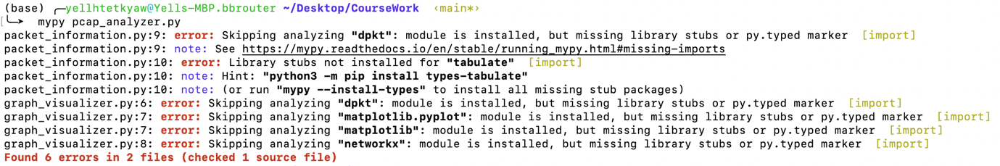 (base) ╭─yellhtetkyaw@Yells-MBP.bbrouter ~/Desktop/CourseWork ‹main*›
╰─➤ mypy pcap_analyzer.py
packet_information.py:9: error: Skipping analyzing "dpkt": module is installed, but missing library stubs or py.typed marker [import]
packet_information.py:9: note: See https://mypy.readthedocs.io/en/stable/running_mypy.html#missing-imports
packet_information.py:10: error: Library stubs not installed for "tabulate" [import]
packet_information.py:10: note: Hint: "python3 -m pip install types-tabulate"
packet_information.py:10: note: (or run "mypy --install-types" to install all missing stub packages)
graph_visualizer.py:6: error: Skipping analyzing "dpkt": module is installed, but missing library stubs or py.typed marker [import]
graph_visualizer.py:7: error: Skipping analyzing "matplotlib.pyplot": module is installed, but missing library stubs or py.typed marker [import]
graph_visualizer.py:7: error: Skipping analyzing "matplotlib": module is installed, but missing library stubs or py.typed marker [import]
graph_visualizer.py:8: error: Skipping analyzing "networkx": module is installed, but missing library stubs or py.typed marker [import]
Found 6 errors in 2 files (checked 1 source file)